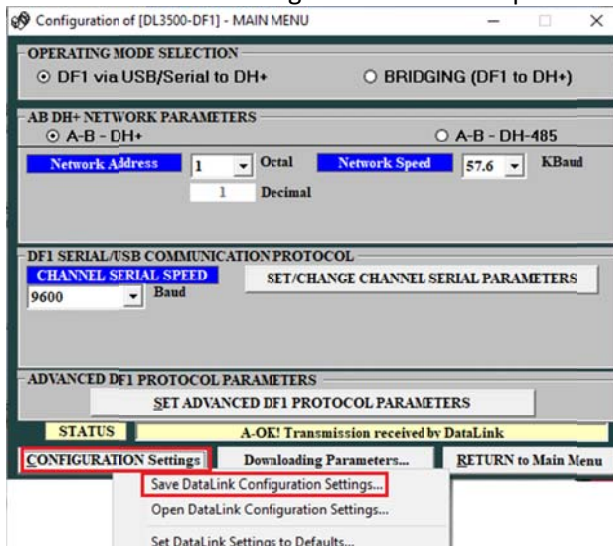 Configuration of [DL3500-DF1] - MAIN MENU
OPERATING MODE SELECTION
DF1 via USB/Serial to DH+ BRIDGING (DF1 to DH+)
AB DH+ NETWORK PARAMETERS
A-B - DH+ A-B - DH-485
Network Address 1 Octal Network Speed 57.6 KBaud
1 Decimal
DF1 SERIAL/USB COMMUNICATION PROTOCOL
CHANNEL SERIAL SPEED SET/CHANGE CHANNEL SERIAL PARAMETERS
9600 Baud
ADVANCED DF1 PROTOCOL PARAMETERS
SET ADVANCED DF1 PROTOCOL PARAMETERS
STATUS A-OK! Transmission received by DataLink
CONFIGURATION Settings Downloading Parameters... RETURN to Main Menu
Save DataLink Configuration Settings...
Open DataLink Configuration Settings...
Set DataLink Settings to Defaults...